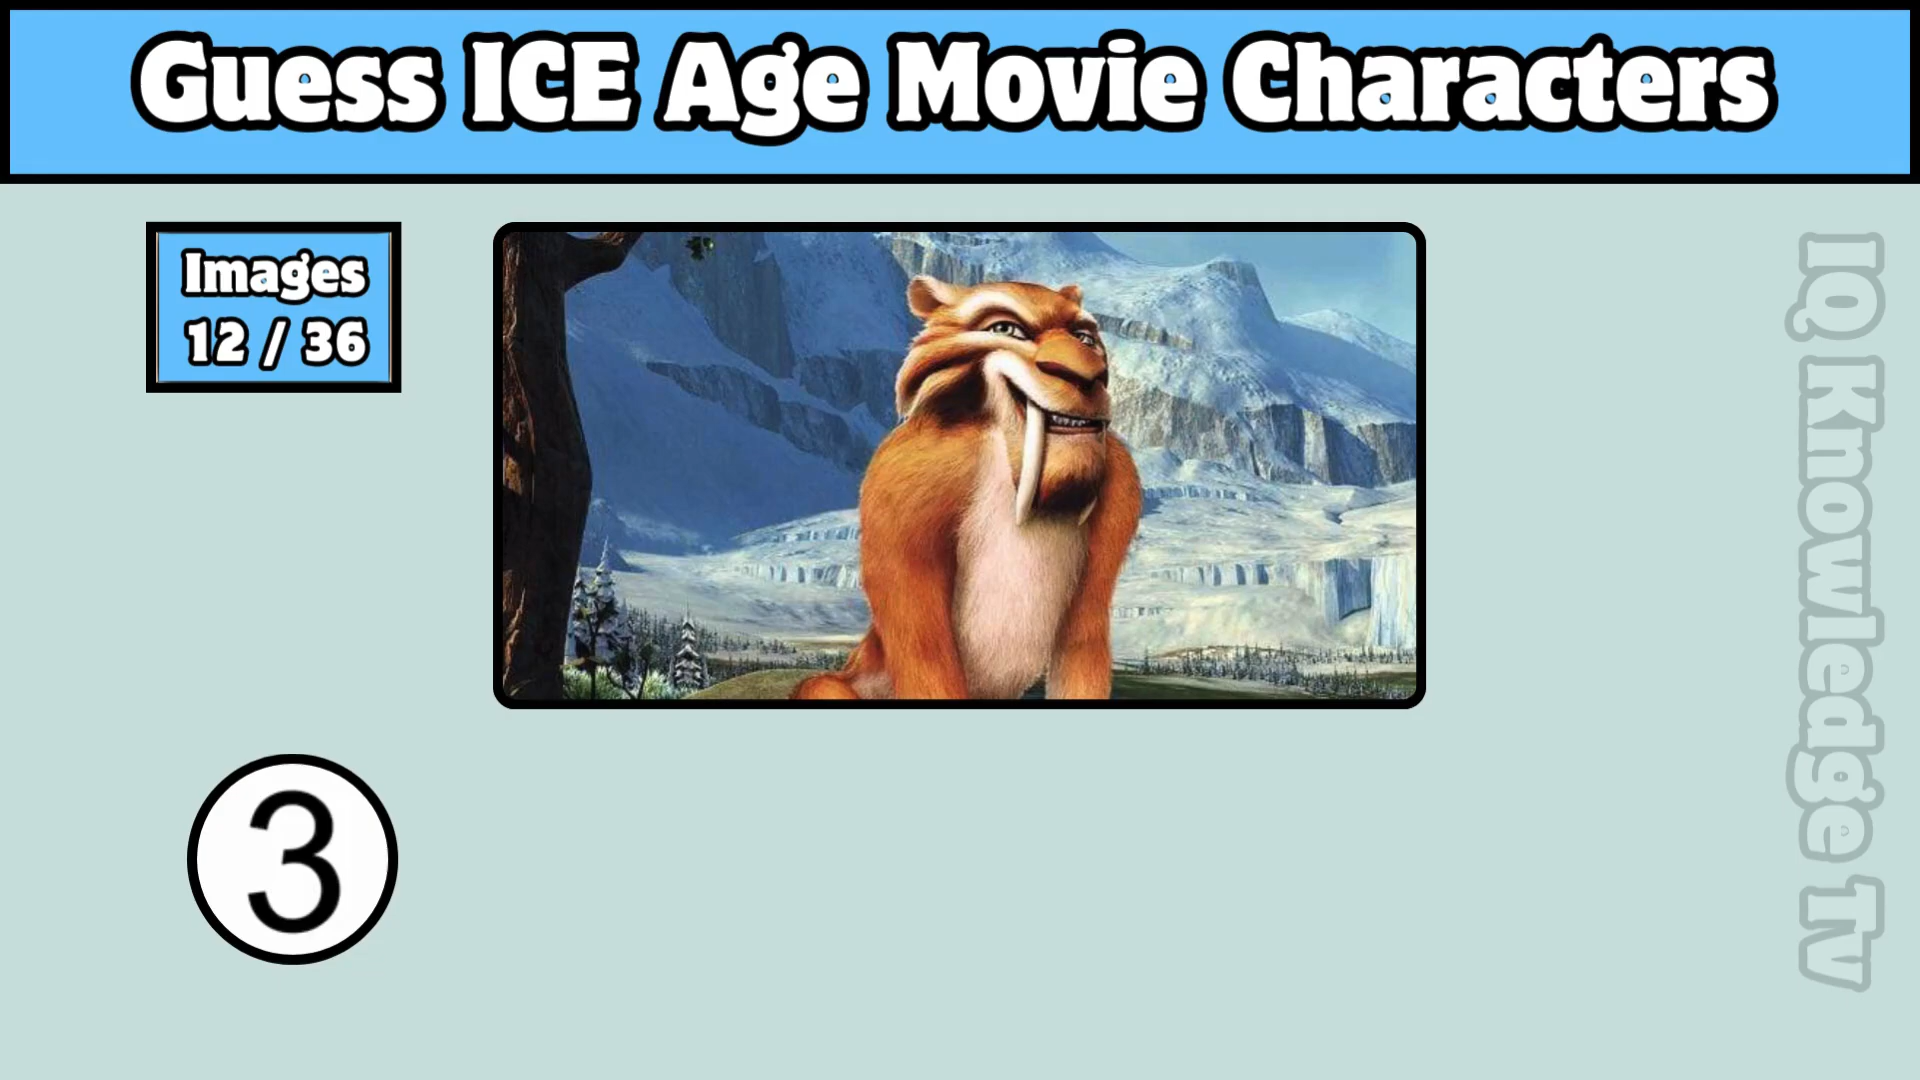 Guess ICE Age Movie Characters
Images
12 / 36
3
IQ Knowledge Tv